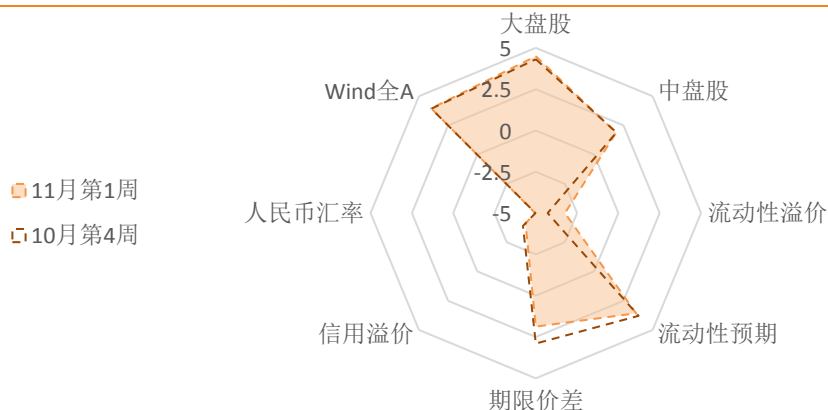 大盘股
5
Wind全A
2.5
中盘股
0
-2.5
11月第1周
人民币汇率
-5
流动性溢价
10月第4周
信用溢价
流动性预期
期限价差